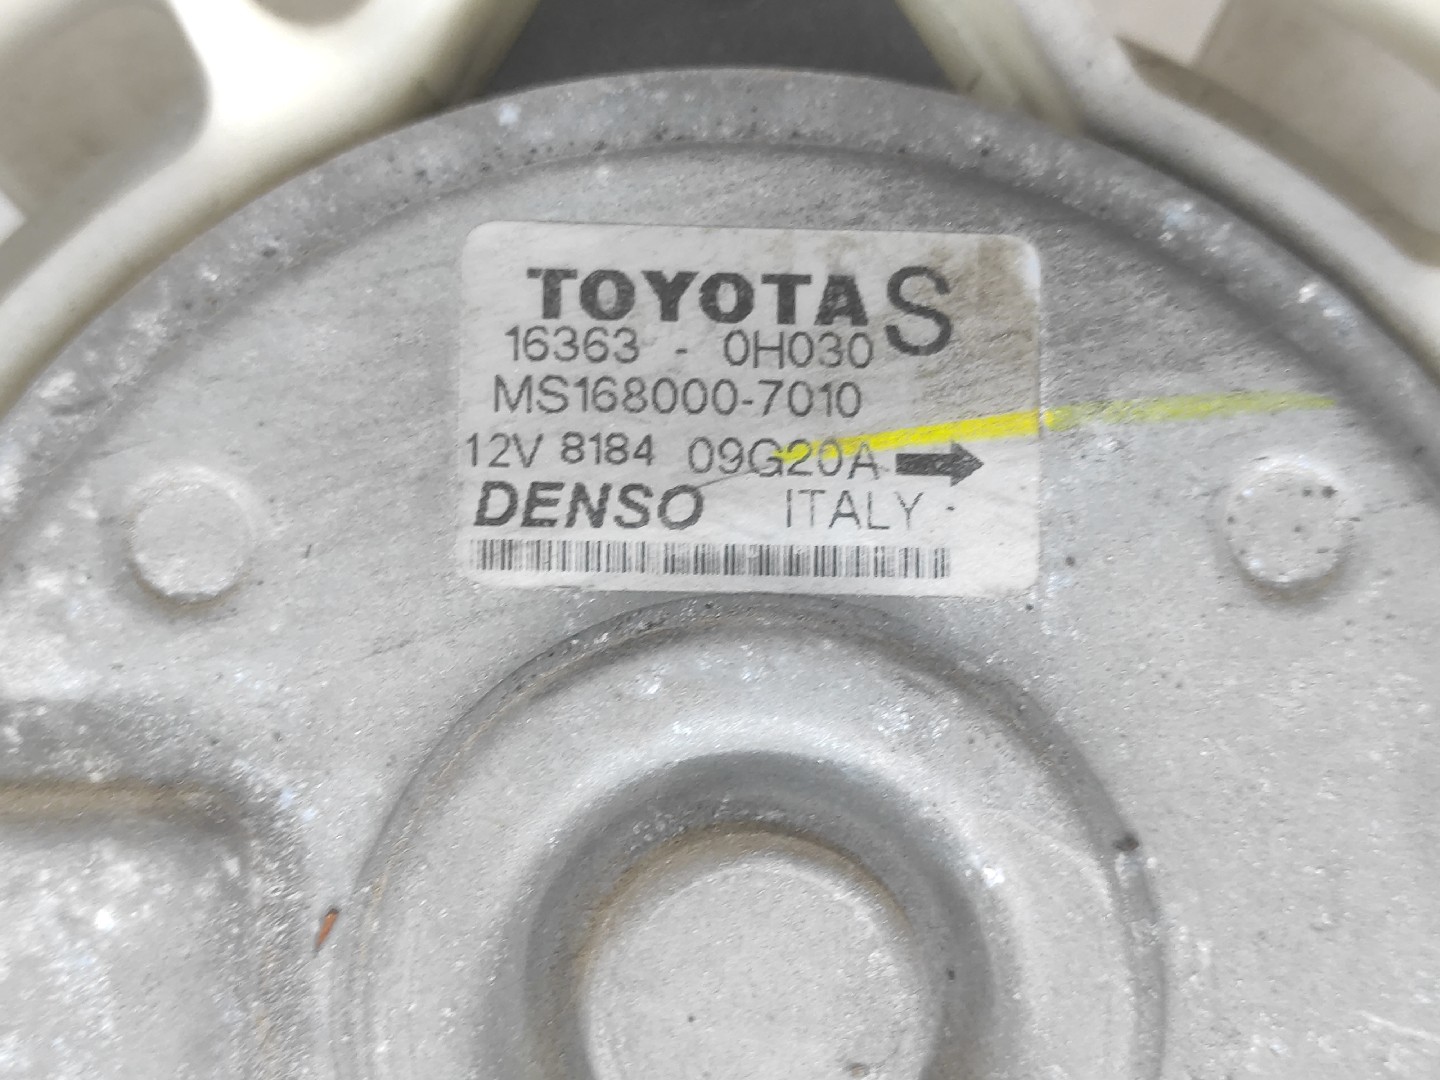 TOYOTA S
16363 - 0H030
MS168000-7010
12V 8184 09G20A
DENSO ITALY